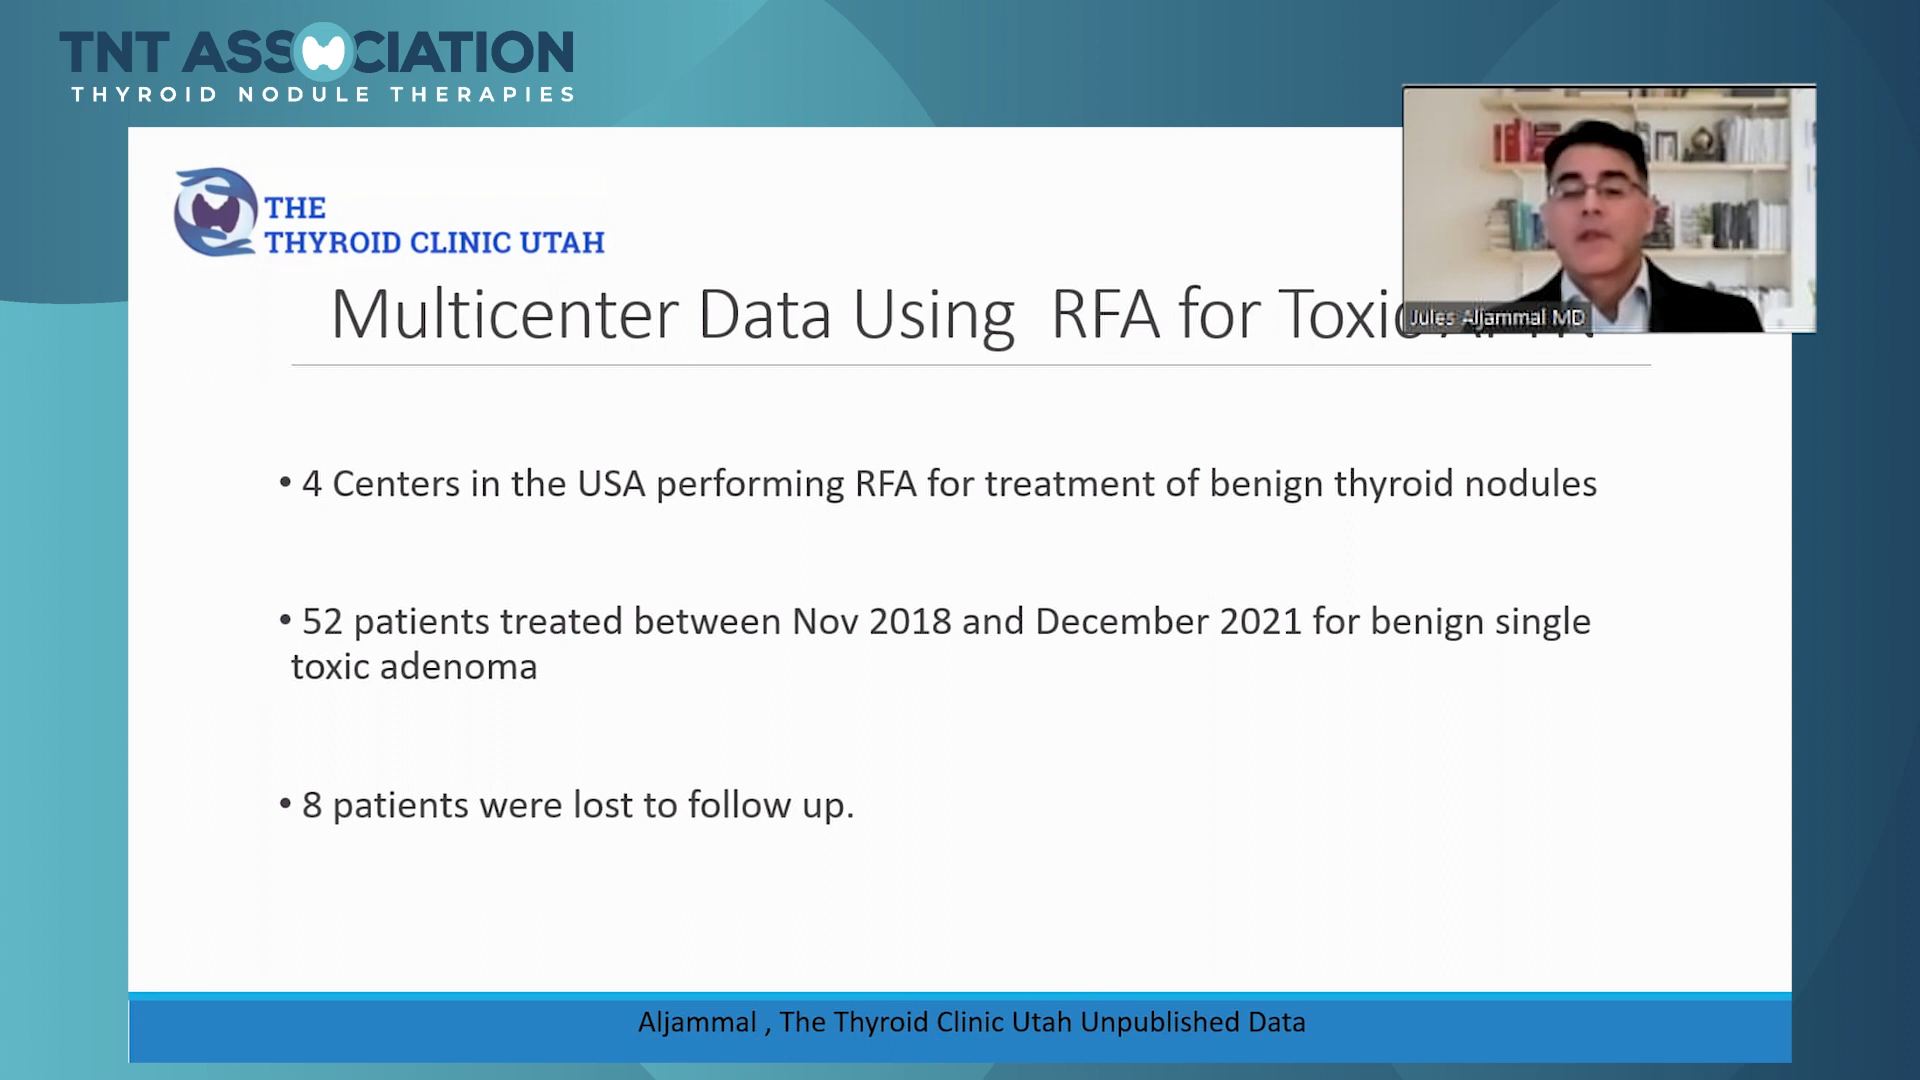 TNT ASSOCIATION
THYROID NODULE THERAPIES
THE
THYROID CLINIC UTAH
Multicenter Data Using RFA for Toxic
Jules Aljammal MD
• 4 Centers in the USA performing RFA for treatment of benign thyroid nodules
• 52 patients treated between Nov 2018 and December 2021 for benign single
toxic adenoma
• 8 patients were lost to follow up.
Aljammal , The Thyroid Clinic Utah Unpublished Data